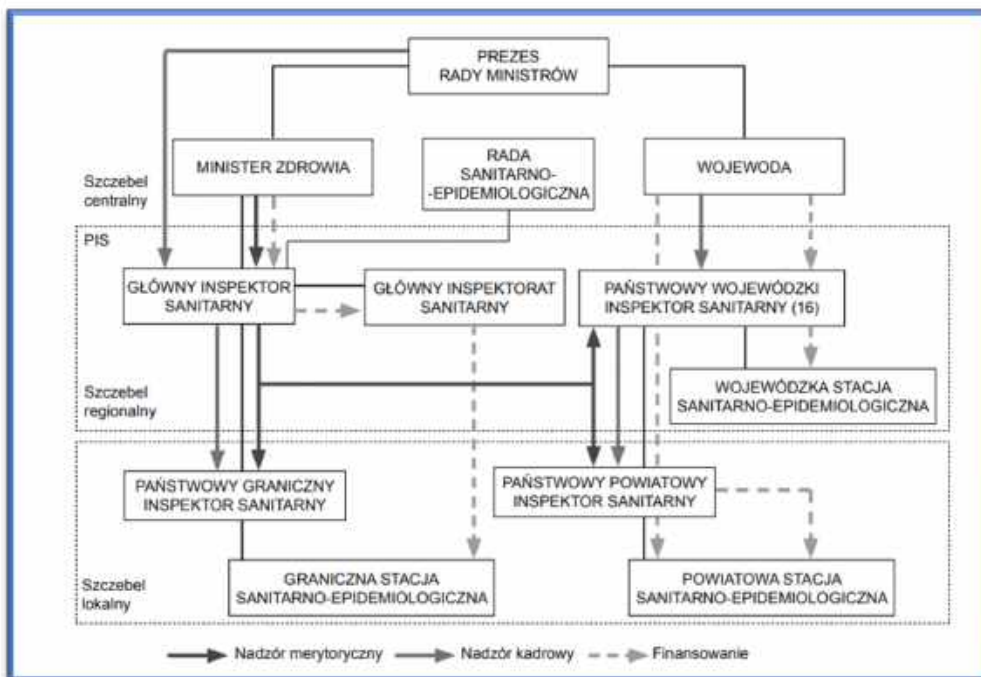 PREZES
RADY MINISTRÓW
MINISTER ZDROWIA
RADA
SANITARNO-
-EPIDEMIOLOGICZNA
WOJEWODA
Szczebel
centralny
PIS
GŁÓWNY INSPEKTOR
SANITARNY
GŁÓWNY INSPEKTORAT
SANITARNY
PAŃSTWOWY WOJEWÓDZKI
INSPEKTOR SANITARNY (16)
Szczebel
regionalny
WOJEWÓDZKA STACJA
SANITARNO-EPIDEMIOLOGICZNA
PAŃSTWOWY GRANICZNY
INSPEKTOR SANITARNY
PAŃSTWOWY POWIATOWY
INSPEKTOR SANITARNY
Szczebel
lokalny
GRANICZNA STACJA
SANITARNO-EPIDEMIOLOGICZNA
POWIATOWA STACJA
SANITARNO-EPIDEMIOLOGICZNA
Nadzór merytoryczny
Nadzór kadrowy
Finansowanie